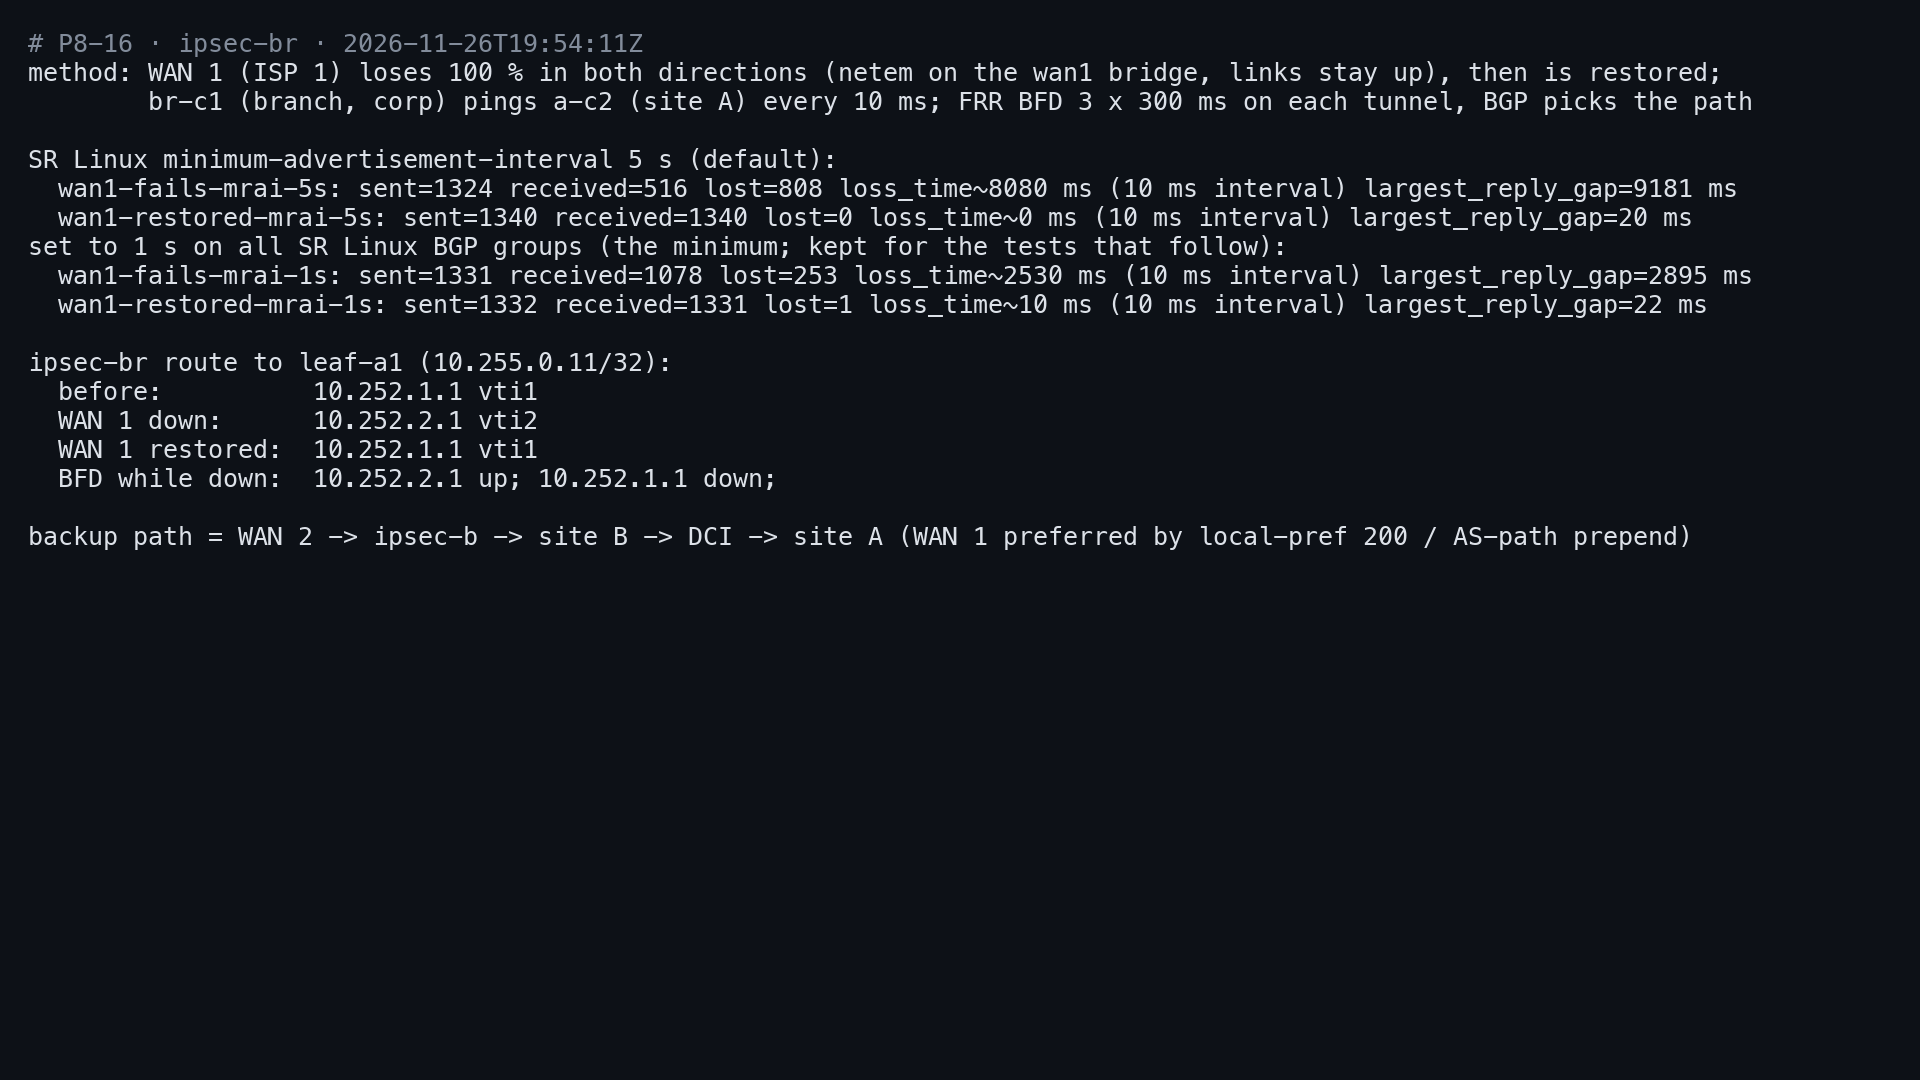 # P8-16 · ipsec-br · 2026-11-26T19:54:11Z
method: WAN 1 (ISP 1) loses 100 % in both directions (netem on the wan1 bridge, links stay up), then is restored;
        br-c1 (branch, corp) pings a-c2 (site A) every 10 ms; FRR BFD 3 x 300 ms on each tunnel, BGP picks the path

SR Linux minimum-advertisement-interval 5 s (default):
  wan1-fails-mrai-5s: sent=1324 received=516 lost=808 loss_time~8080 ms (10 ms interval) largest_reply_gap=9181 ms
  wan1-restored-mrai-5s: sent=1340 received=1340 lost=0 loss_time~0 ms (10 ms interval) largest_reply_gap=20 ms
set to 1 s on all SR Linux BGP groups (the minimum; kept for the tests that follow):
  wan1-fails-mrai-1s: sent=1331 received=1078 lost=253 loss_time~2530 ms (10 ms interval) largest_reply_gap=2895 ms
  wan1-restored-mrai-1s: sent=1332 received=1331 lost=1 loss_time~10 ms (10 ms interval) largest_reply_gap=22 ms

ipsec-br route to leaf-a1 (10.255.0.11/32):
  before:          10.252.1.1 vti1
  WAN 1 down:      10.252.2.1 vti2
  WAN 1 restored:  10.252.1.1 vti1
  BFD while down:  10.252.2.1 up; 10.252.1.1 down;

backup path = WAN 2 -> ipsec-b -> site B -> DCI -> site A (WAN 1 preferred by local-pref 200 / AS-path prepend)